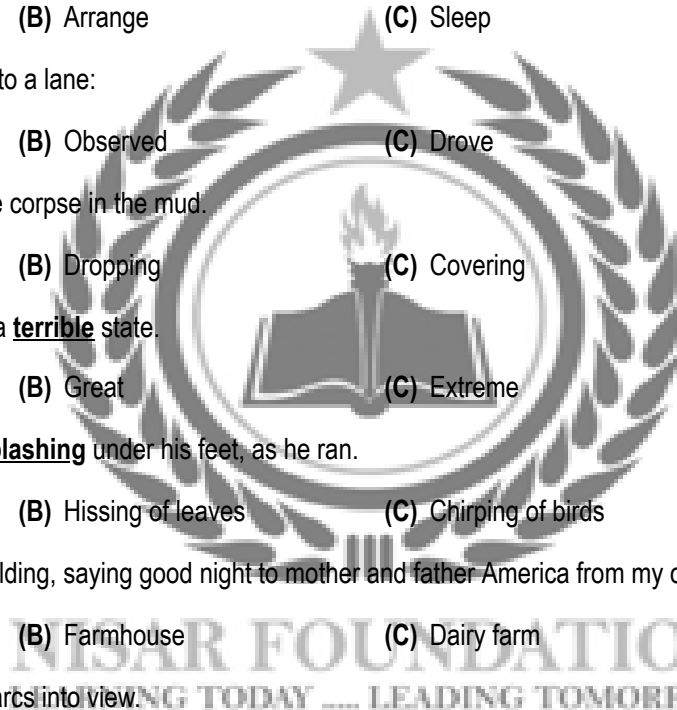 (B) Arrange (C) Sleep
to a lane:
(B) Observed (C) Drove
corpse in the mud.
(B) Dropping (C) Covering
a terrible state.
(B) Great (C) Extreme
lashing under his feet, as he ran.
(B) Hissing of leaves (C) Chirping of birds
lding, saying good night to mother and father America from my
(B) Farmhouse (C) Dairy farm
NISAR FOUNDATIO
arcs into view.
NG TODAY .... LEADING TOMOR